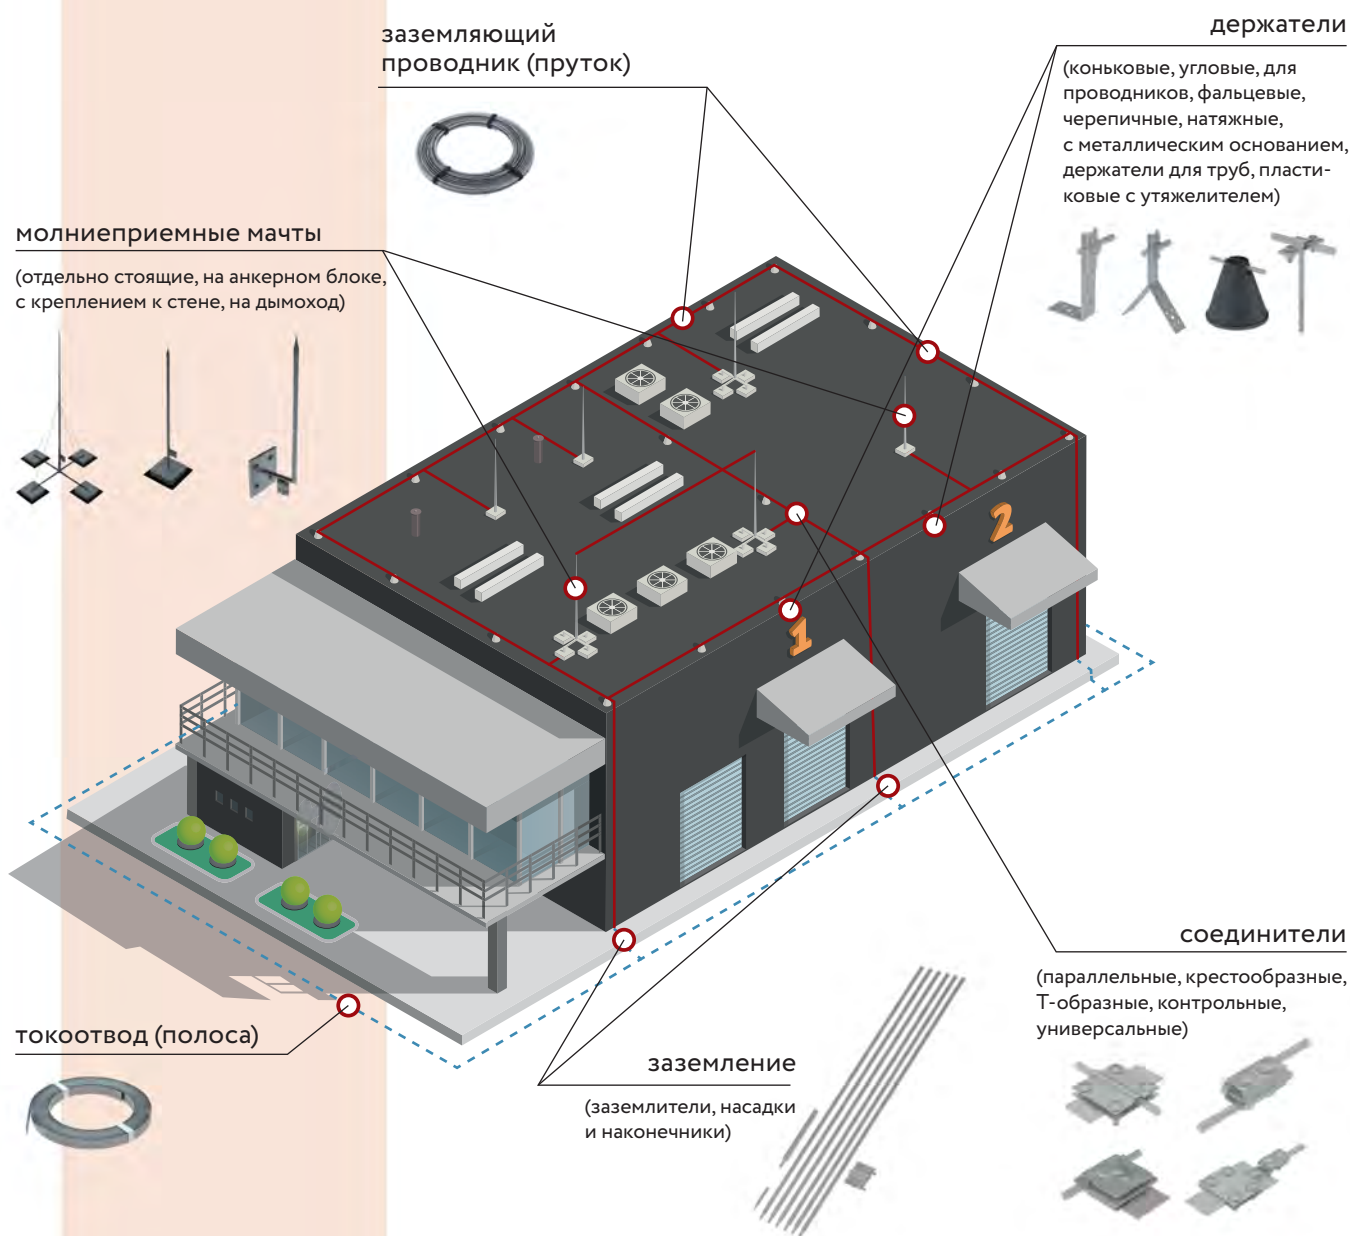 заземляющий
проводник (пруток)
держатели
(коньковые, угловые, для
проводников, фальцевые,
черепичные, натяжные,
с металлическим основанием,
держатели для труб, пласти-
ковые с утяжелителем)
молниеприемные мачты
(отдельно стоящие, на анкерном блоке,
с креплением к стене, на дымоход)
2
1
соединители
(параллельные, крестообразные,
Т-образные, контрольные,
универсальные)
токоотвод (полоса)
заземление
(заземлители, насадки
и наконечники)